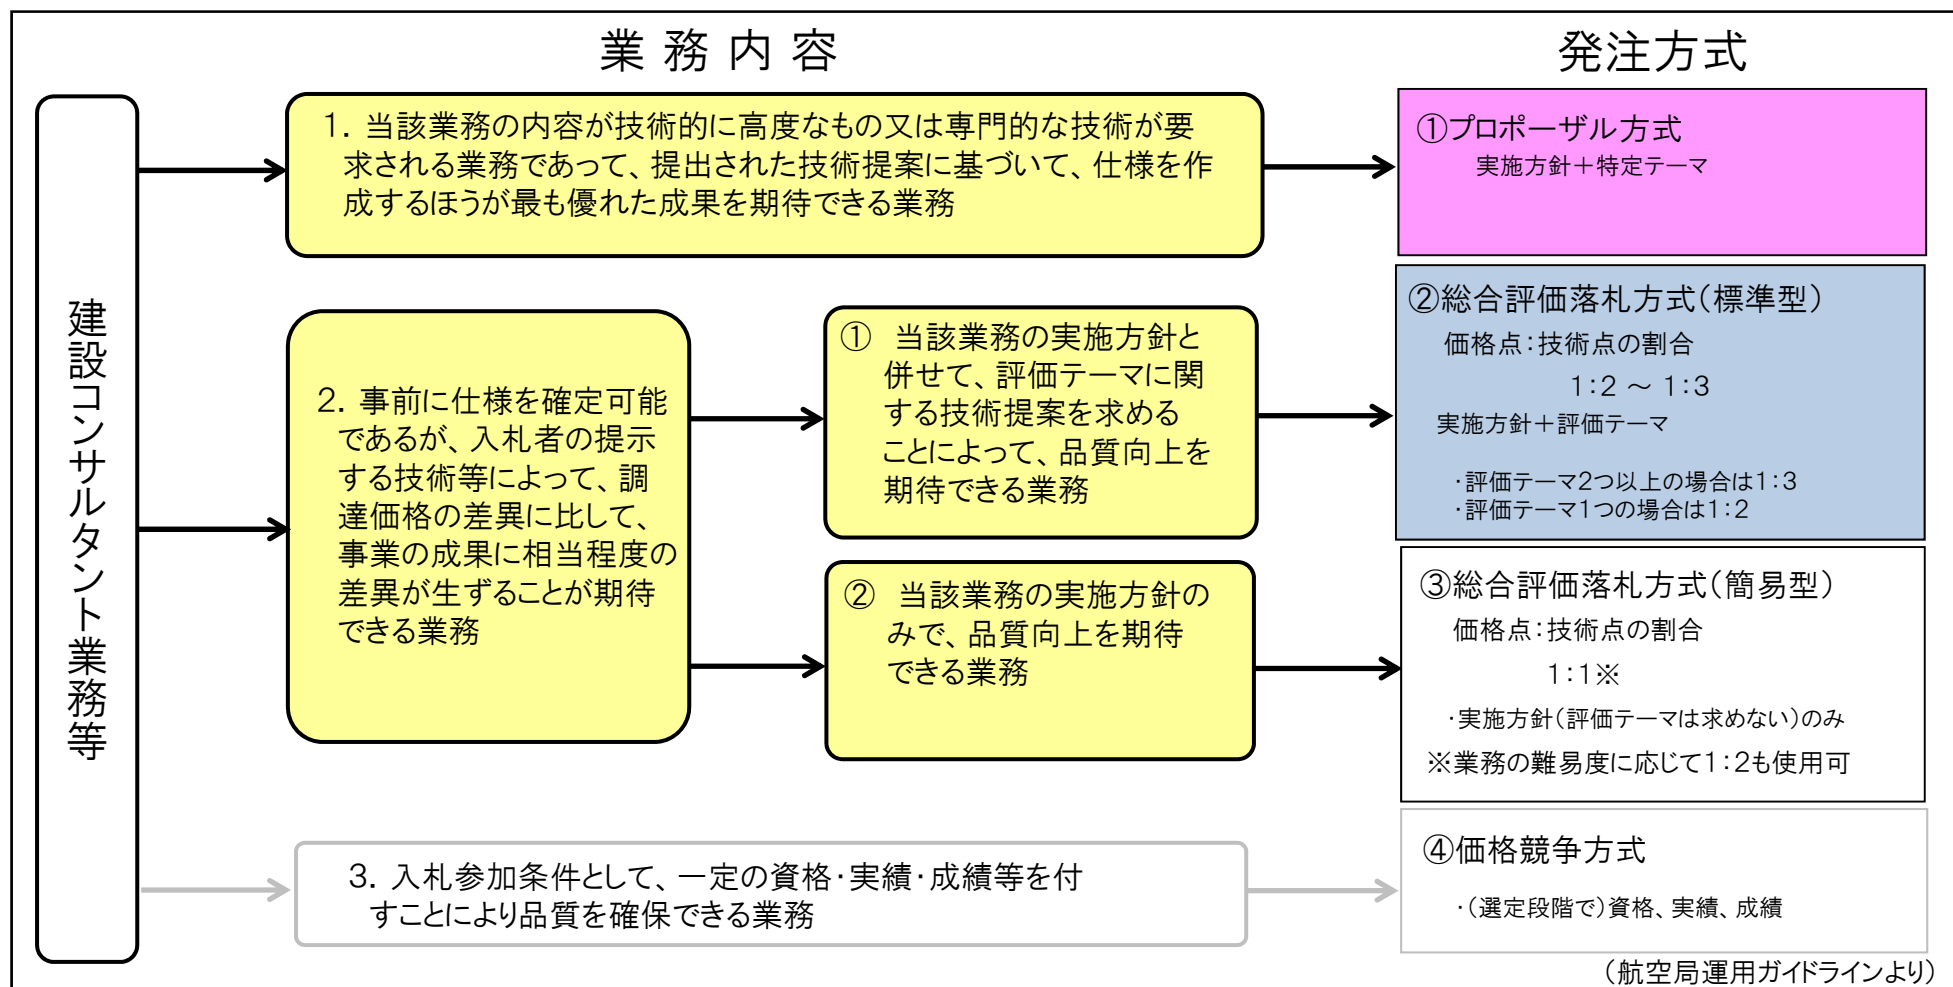 業務内容
発注方式
建設コンサルタント業務等
1．当該業務の内容が技術的に高度なもの又は専門的な技術が要
求される業務であって、提出された技術提案に基づいて、仕様を作
成するほうが最も優れた成果を期待できる業務
①プロポーザル方式
実施方針＋特定テーマ
2．事前に仕様を確定可能
であるが、入札者の提示
する技術等によって、調
達価格の差異に比して、
事業の成果に相当程度の
差異が生ずることが期待
できる業務
①　当該業務の実施方針と
併せて、評価テーマに関
する技術提案を求める
ことによって、品質向上を
期待できる業務
②総合評価落札方式（標準型）
価格点：技術点の割合
1：2 ～ 1：3
実施方針＋評価テーマ
・評価テーマ2つ以上の場合は1：3
・評価テーマ1つの場合は1：2
②　当該業務の実施方針の
みで、品質向上を期待
できる業務
③総合評価落札方式（簡易型）
価格点：技術点の割合
1：1※
・実施方針（評価テーマは求めない）のみ
※業務の難易度に応じて1：2も使用可
3．入札参加条件として、一定の資格・実績・成績等を付
すことにより品質を確保できる業務
④価格競争方式
・（選定段階で）資格、実績、成績
（航空局運用ガイドラインより）